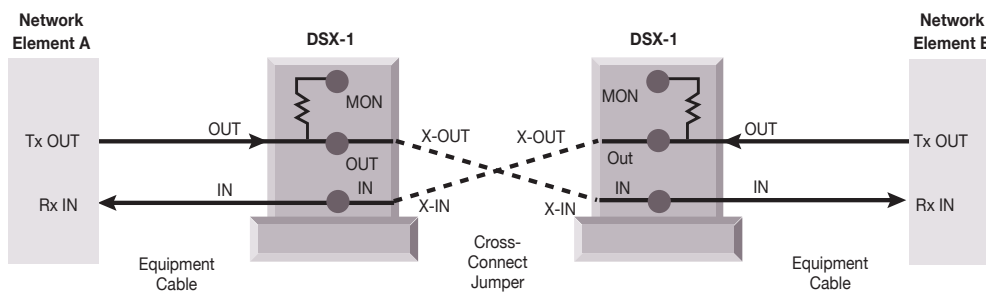 Network
Element A
DSX-1
DSX-1
Network
Element E
MON
MON
Tx OUT
OUT
OUT
X-OUT
X-OUT
Out
OUT
Tx OUT
Rx IN
IN
IN
X-IN
X-IN
IN
IN
Rx IN
Equipment
Cable
Cross-
Connect
Jumper
Equipment
Cable